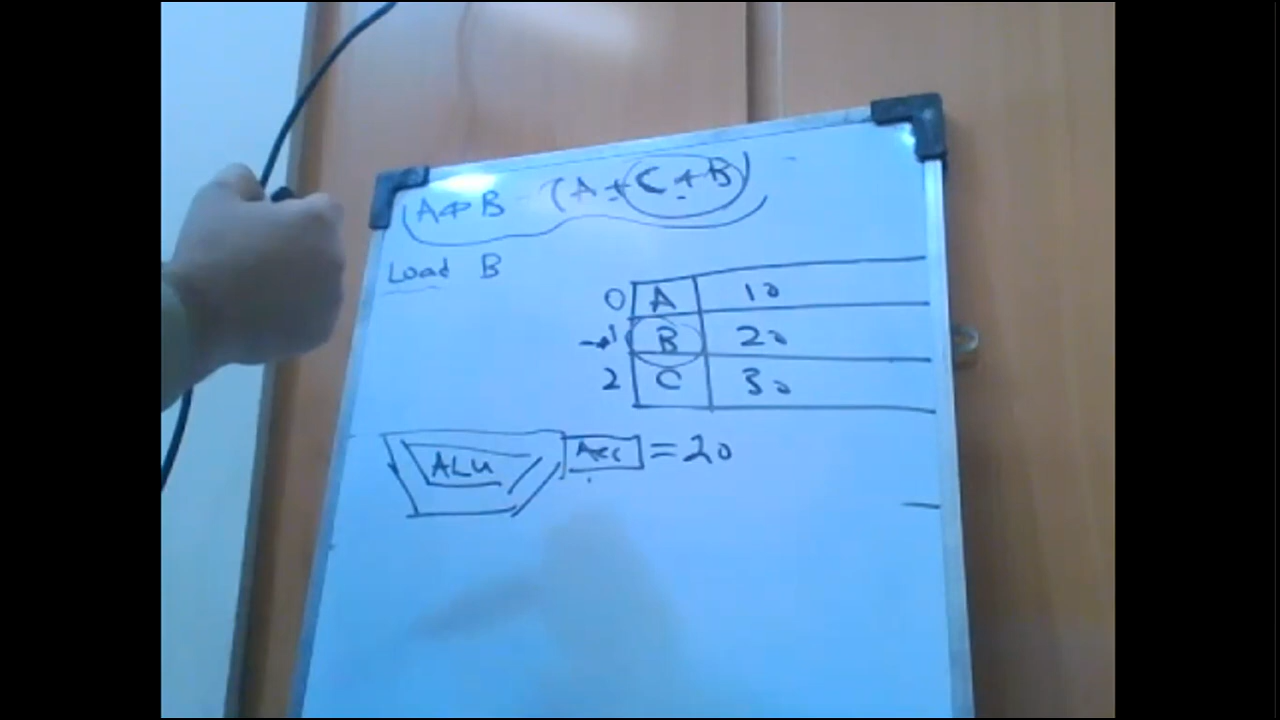 (A+C+B)
Load B
0 A 10
1 B 20
2 C 30
ALU Acc = 20